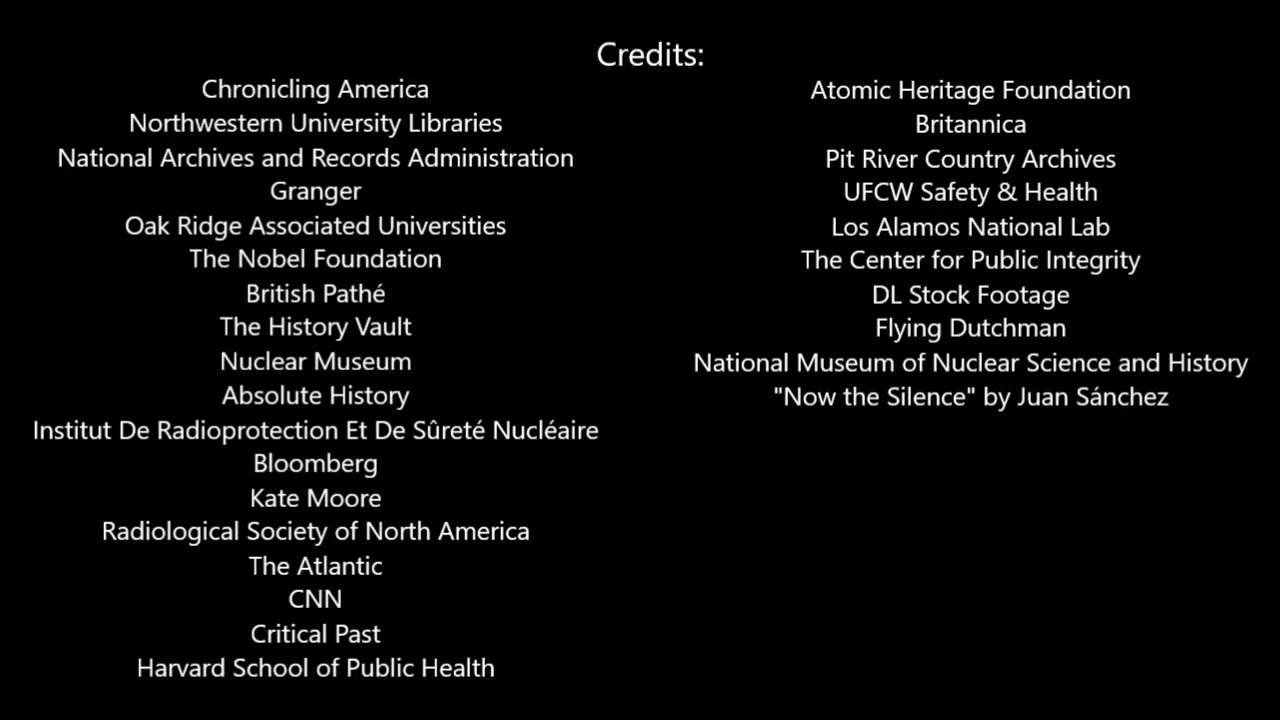 Credits:
Chronicling America
Northwestern University Libraries
National Archives and Records Administration
Granger
Oak Ridge Associated Universities
The Nobel Foundation
British Pathé
The History Vault
Nuclear Museum
Absolute History
Institut De Radioprotection Et De Sûreté Nucléaire
Bloomberg
Kate Moore
Radiological Society of North America
The Atlantic
CNN
Critical Past
Harvard School of Public Health
Atomic Heritage Foundation
Britannica
Pit River Country Archives
UFCW Safety & Health
Los Alamos National Lab
The Center for Public Integrity
DL Stock Footage
Flying Dutchman
National Museum of Nuclear Science and History
"Now the Silence" by Juan Sánchez